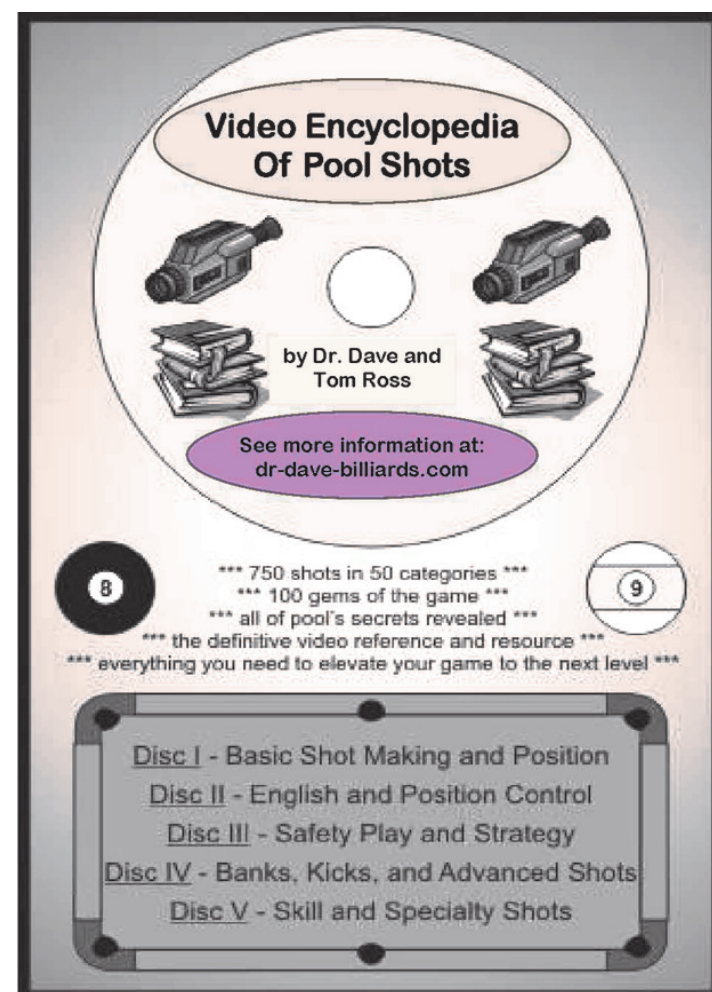 Video Encyclopedia
Of Pool Shots
by Dr. Dave and
Tom Ross
See more information at:
dr-dave-billiards.com
8
9
*** 750 shots in 50 categories ***
*** 100 gems of the game ***
*** all of pool's secrets revealed ***
*** the definitive video reference and resource ***
*** everything you need to elevate your game to the next level ***
Disc I - Basic Shot Making and Position
Disc II - English and Position Control
Disc III - Safety Play and Strategy
Disc IV - Banks, Kicks, and Advanced Shots
Disc V - Skill and Specialty Shots